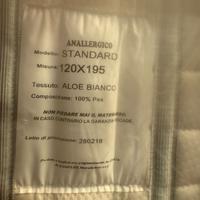 ANALLERGICO
Modello: STANDARD
Misura: 120X195
Tessuto: ALOE BIANCO
Composizione: 100% Pes
NON PIEGARE MAI IL MATERASSO,
IN CASO CONTRARIO LA GARANZIA DECADE.
Lotto di produzione: 280218